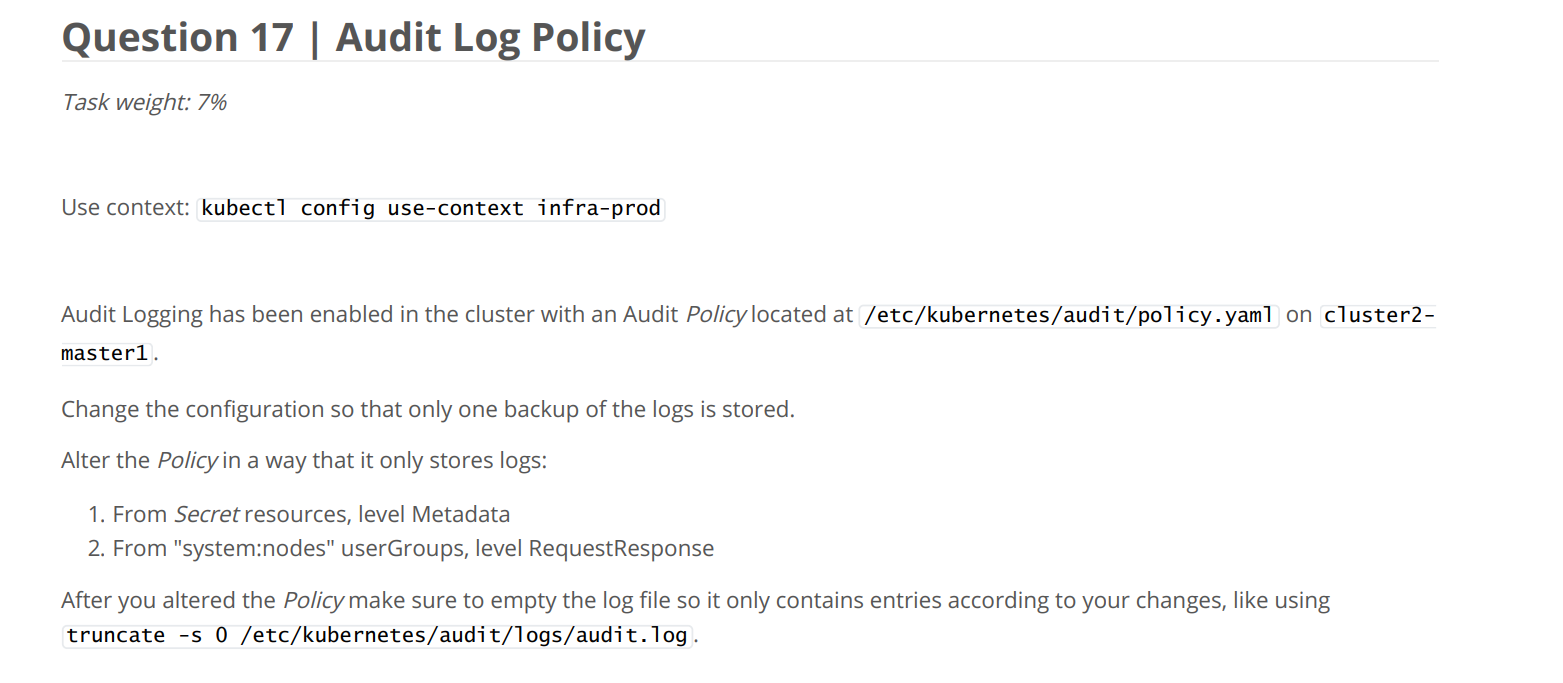 Question 17 | Audit Log Policy
Task weight: 7%
Use context: kubectl config use-context infra-prod
Audit Logging has been enabled in the cluster with an Audit Policy located at /etc/kubernetes/audit/policy.yaml on cluster2-
master1.
Change the configuration so that only one backup of the logs is stored.
Alter the Policy in a way that it only stores logs:
1. From Secret resources, level Metadata
2. From "system:nodes" userGroups, level RequestResponse
After you altered the Policy make sure to empty the log file so it only contains entries according to your changes, like using
truncate -s 0 /etc/kubernetes/audit/logs/audit.log.